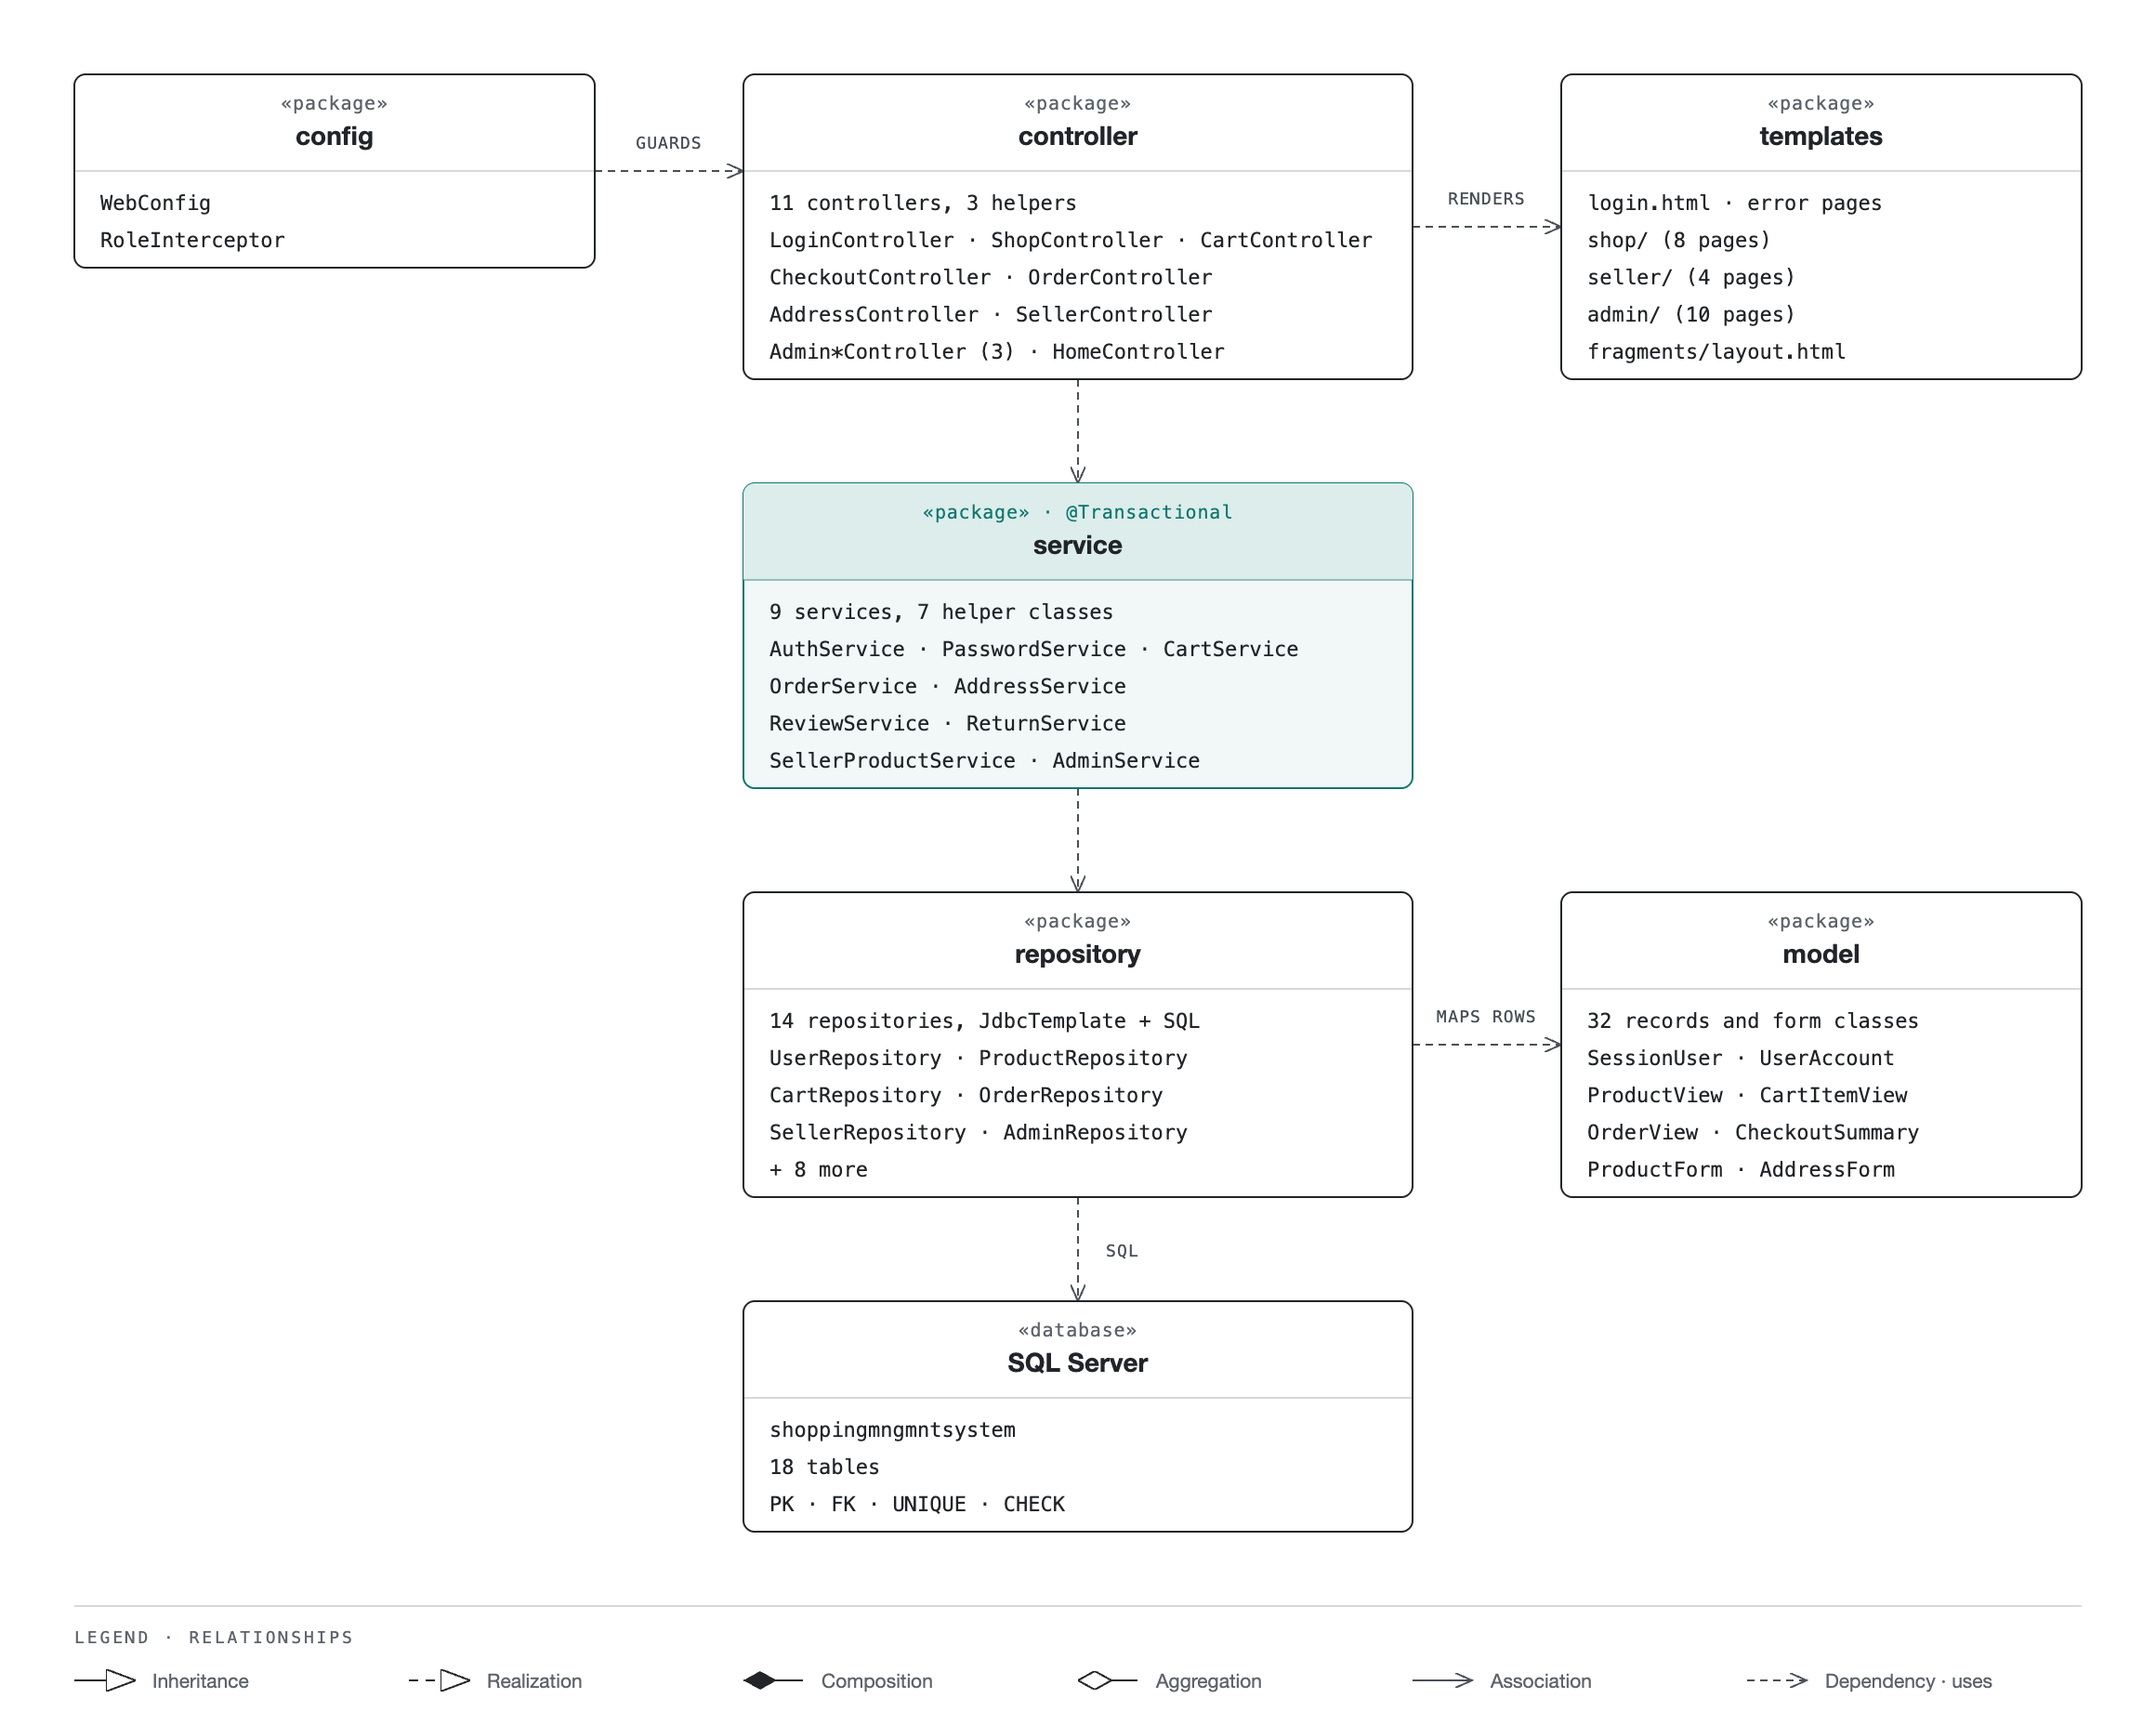 «package»
config
WebConfig
RoleInterceptor
GUARDS
«package»
controller
11 controllers, 3 helpers
LoginController · ShopController · CartController
CheckoutController · OrderController
AddressController · SellerController
Admin*Controller (3) · HomeController
RENDERS
«package»
templates
login.html · error pages
shop/ (8 pages)
seller/ (4 pages)
admin/ (10 pages)
fragments/layout.html
«package» · @Transactional
service
9 services, 7 helper classes
AuthService · PasswordService · CartService
OrderService · AddressService
ReviewService · ReturnService
SellerProductService · AdminService
«package»
repository
14 repositories, JdbcTemplate + SQL
UserRepository · ProductRepository
CartRepository · OrderRepository
SellerRepository · AdminRepository
+ 8 more
MAPS ROWS
«package»
model
32 records and form classes
SessionUser · UserAccount
ProductView · CartItemView
OrderView · CheckoutSummary
ProductForm · AddressForm
SQL
«database»
SQL Server
shoppingmngmntsystem
18 tables
PK · FK · UNIQUE · CHECK
LEGEND · RELATIONSHIPS
Inheritance
Realization
Composition
Aggregation
Association
Dependency · uses